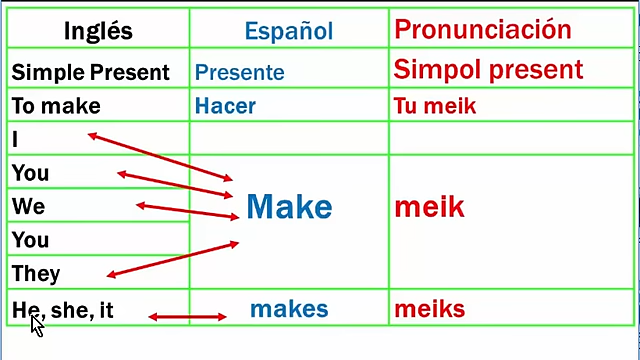 Inglés Español Pronunciación
Simple Present Presente Simpol present
To make Hacer Tu meik
I
You
We Make meik
You
They
He, she, it makes meiks